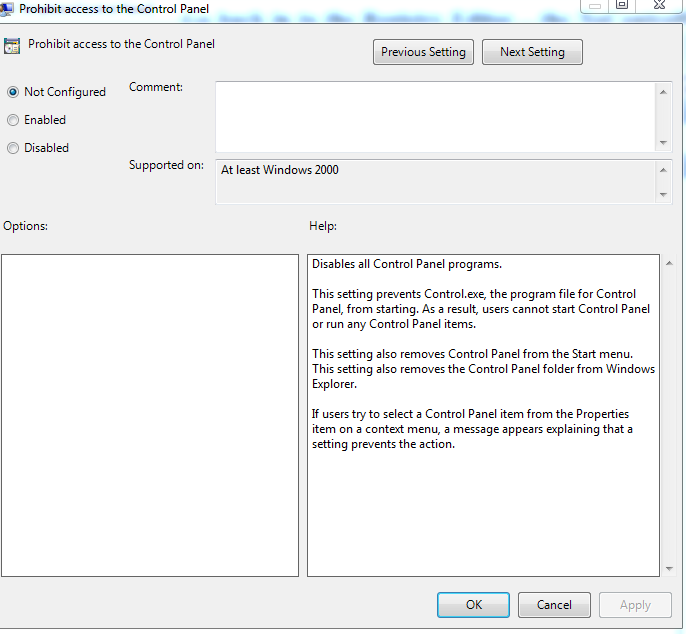 Prohibit access to the Control Panel
Prohibit access to the Control Panel
Previous Setting
Next Setting
Not Configured
Enabled
Disabled
Comment:
Supported on:
At least Windows 2000
Options:
Help:
Disables all Control Panel programs.
This setting prevents Control.exe, the program file for Control
Panel, from starting. As a result, users cannot start Control Panel
or run any Control Panel items.
This setting also removes Control Panel from the Start menu.
This setting also removes the Control Panel folder from Windows
Explorer.
If users try to select a Control Panel item from the Properties
item on a context menu, a message appears explaining that a
setting prevents the action.
OK
Cancel
Apply